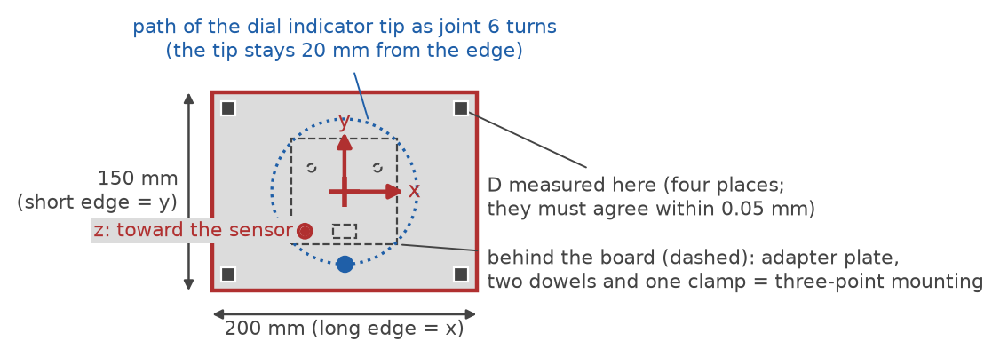 path of the dial indicator tip as joint 6 turns
(the tip stays 20 mm from the edge)
y
x
150 mm
(short edge = y)
D measured here (four places;
they must agree within 0.05 mm)
z: toward the sensor
behind the board (dashed): adapter plate,
two dowels and one clamp = three-point mounting
200 mm (long edge = x)